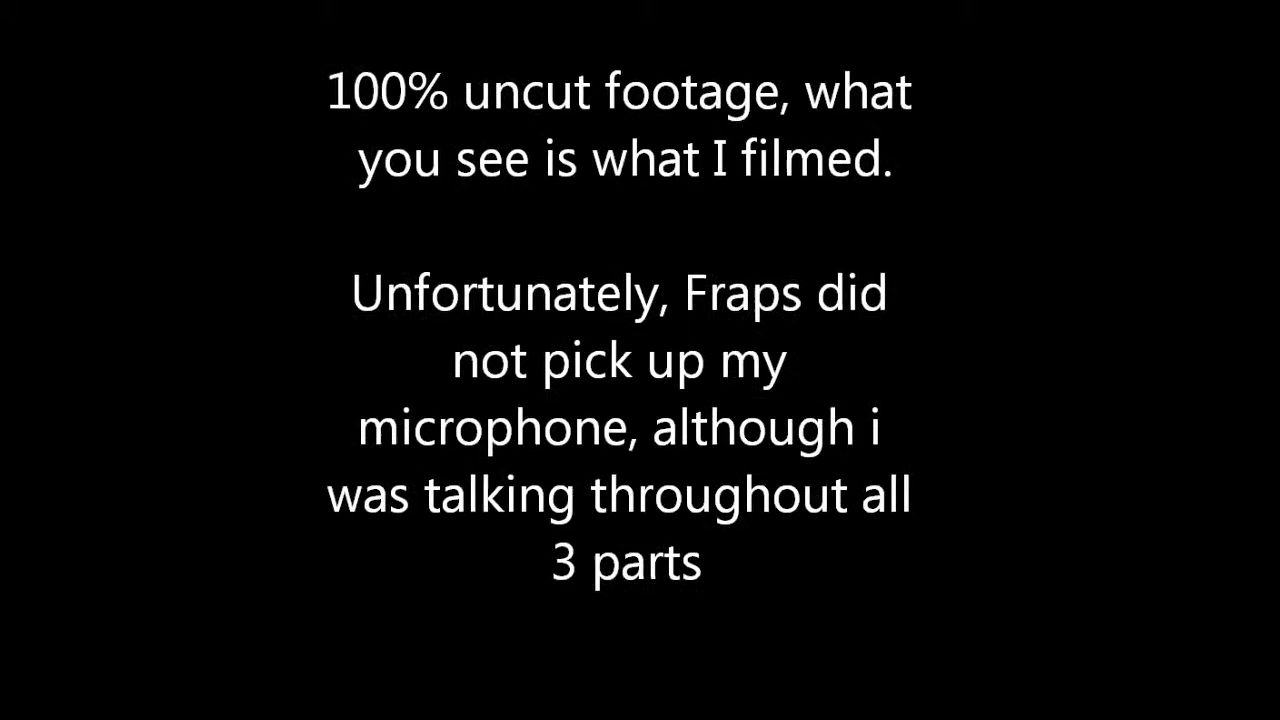 100% uncut footage, what
you see is what I filmed.
Unfortunately, Fraps did
not pick up my
microphone, although i
was talking throughout all
3 parts